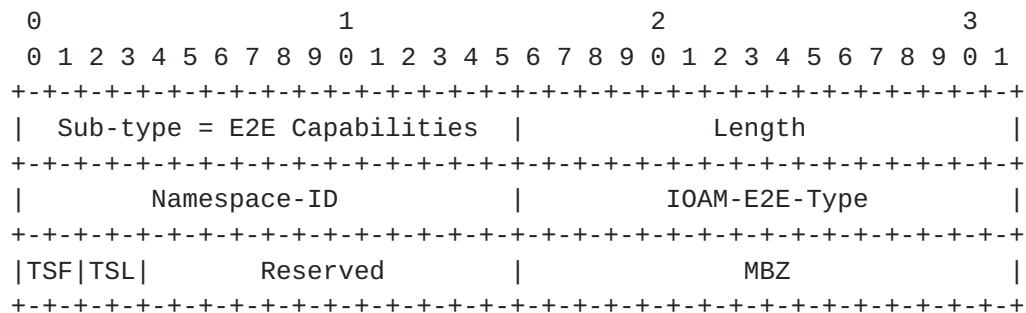 0                   1                   2                   3
 0 1 2 3 4 5 6 7 8 9 0 1 2 3 4 5 6 7 8 9 0 1 2 3 4 5 6 7 8 9 0 1
+-+-+-+-+-+-+-+-+-+-+-+-+-+-+-+-+-+-+-+-+-+-+-+-+-+-+-+-+-+-+-+-+
|  Sub-type = E2E Capabilities  |            Length             |
+-+-+-+-+-+-+-+-+-+-+-+-+-+-+-+-+-+-+-+-+-+-+-+-+-+-+-+-+-+-+-+-+
|        Namespace-ID           |         IOAM-E2E-Type         |
+-+-+-+-+-+-+-+-+-+-+-+-+-+-+-+-+-+-+-+-+-+-+-+-+-+-+-+-+-+-+-+-+
|TSF|TSL|       Reserved        |              MBZ              |
+-+-+-+-+-+-+-+-+-+-+-+-+-+-+-+-+-+-+-+-+-+-+-+-+-+-+-+-+-+-+-+-+